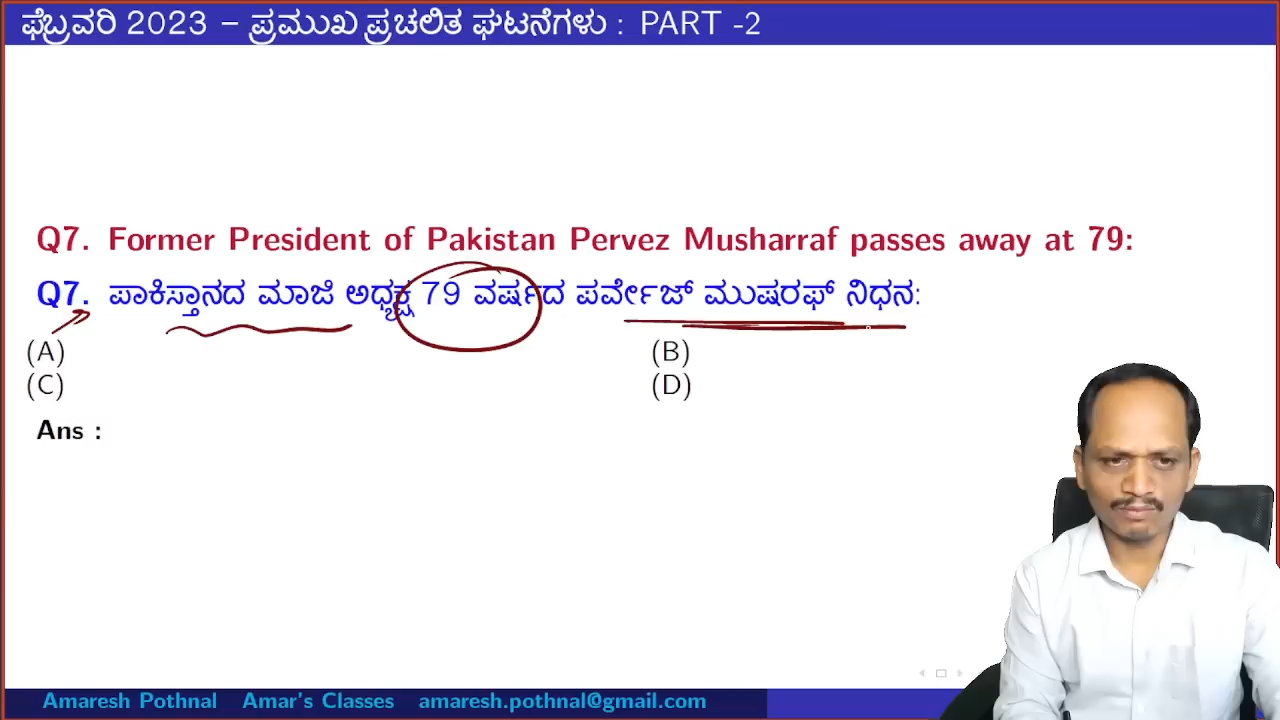 ಫೆಬ್ರವರಿ 2023 – ಪ್ರಮುಖ ಪ್ರಚಲಿತ ಘಟನೆಗಳು : PART -2
Q7. Former President of Pakistan Pervez Musharraf passes away at 79:
Q7. ಪಾಕಿಸ್ತಾನದ ಮಾಜಿ ಅಧ್ಯಕ್ಷ 79 ವರ್ಷದ ಪರ್ವೇಜ್ ಮುಷರಫ್ ನಿಧನ:
(A) (B)
(C) (D)
Ans :
Amaresh Pothnal Amar's Classes amaresh.pothnal@gmail.com